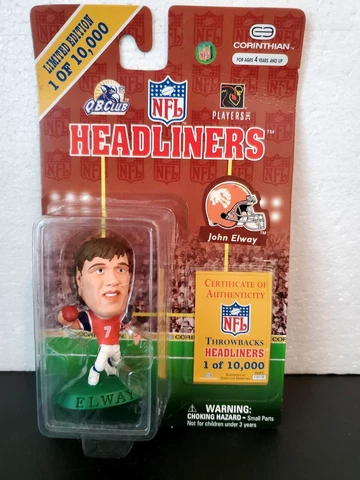 LIMITED EDITION
1 OF 10,000
CORINTHIAN
FOR AGES 4 YEARS AND UP
Q.B.CLUB
NFL
PLAYERS INC
HEADLINERS™
John Elway
CERTIFICATE OF
AUTHENTICITY
NFL
THROWBACKS
HEADLINERS
1 of 10,000
7
ELWAY
WARNING:
CHOKING HAZARD - Small Parts
Not for children under 3 years